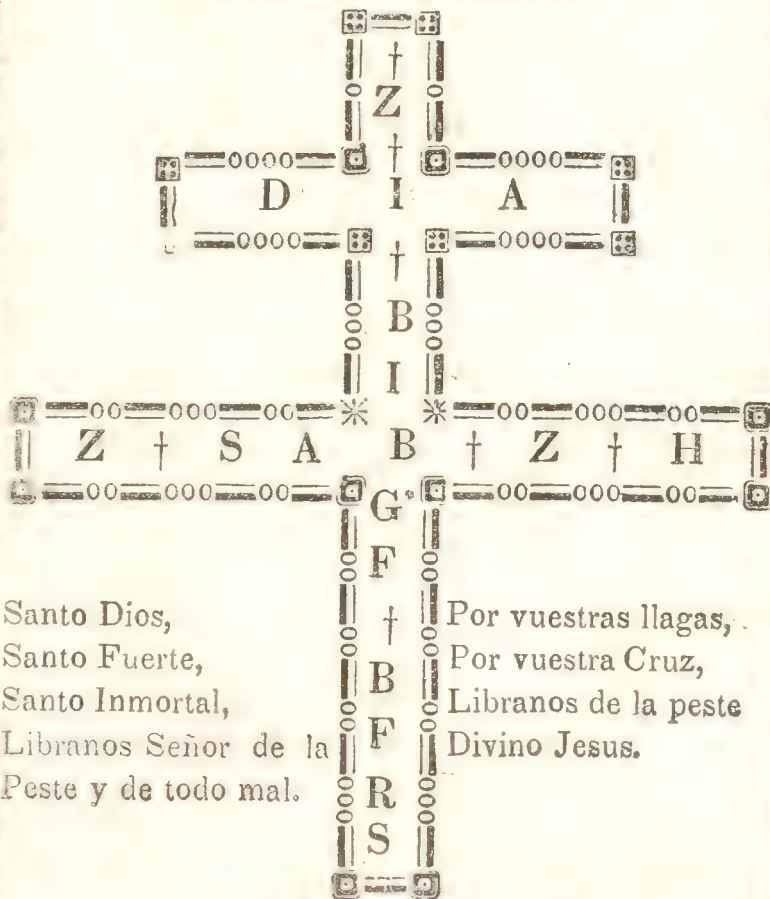 †
Z
†
D I A
†
B
I
Z † S A B † Z † H
G
F
†
B
F
R
S
Santo Dios,
Santo Fuerte,
Santo Inmortal,
Libranos Señor de la
Peste y de todo mal.
Por vuestras llagas,
Por vuestra Cruz,
Libranos de la peste
Divino Jesus.